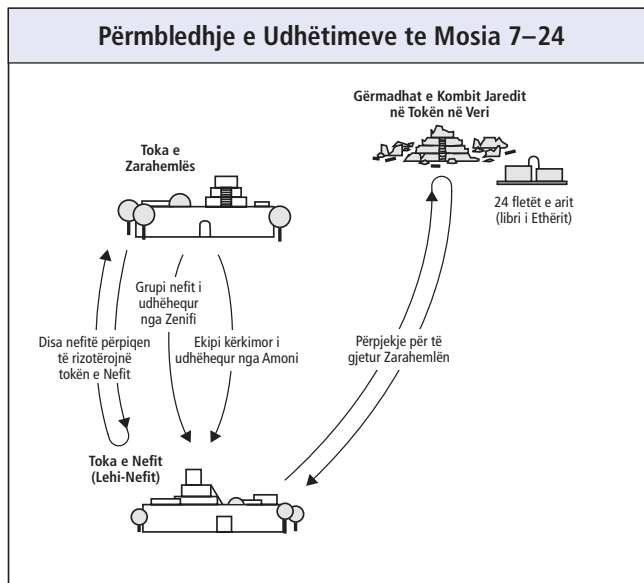 Përmbledhje e Udhëtimeve te Mosia 7–24
Gërmadhat e Kombit Jaredit
në Tokën në Veri
Toka e
Zarahemlës
24 fletët e arit
(libri i Ethërit)
Grupi nefit i
udhëhequr
nga Zenifi
Disa nefitë përpiqen
të rizotërojnë
tokën e Nefit
Ekipi kërkimor i
udhëhequr nga Amoni
Përpjekje për të
gjetur Zarahemlën
Toka e Nefit
(Lehi-Nefit)